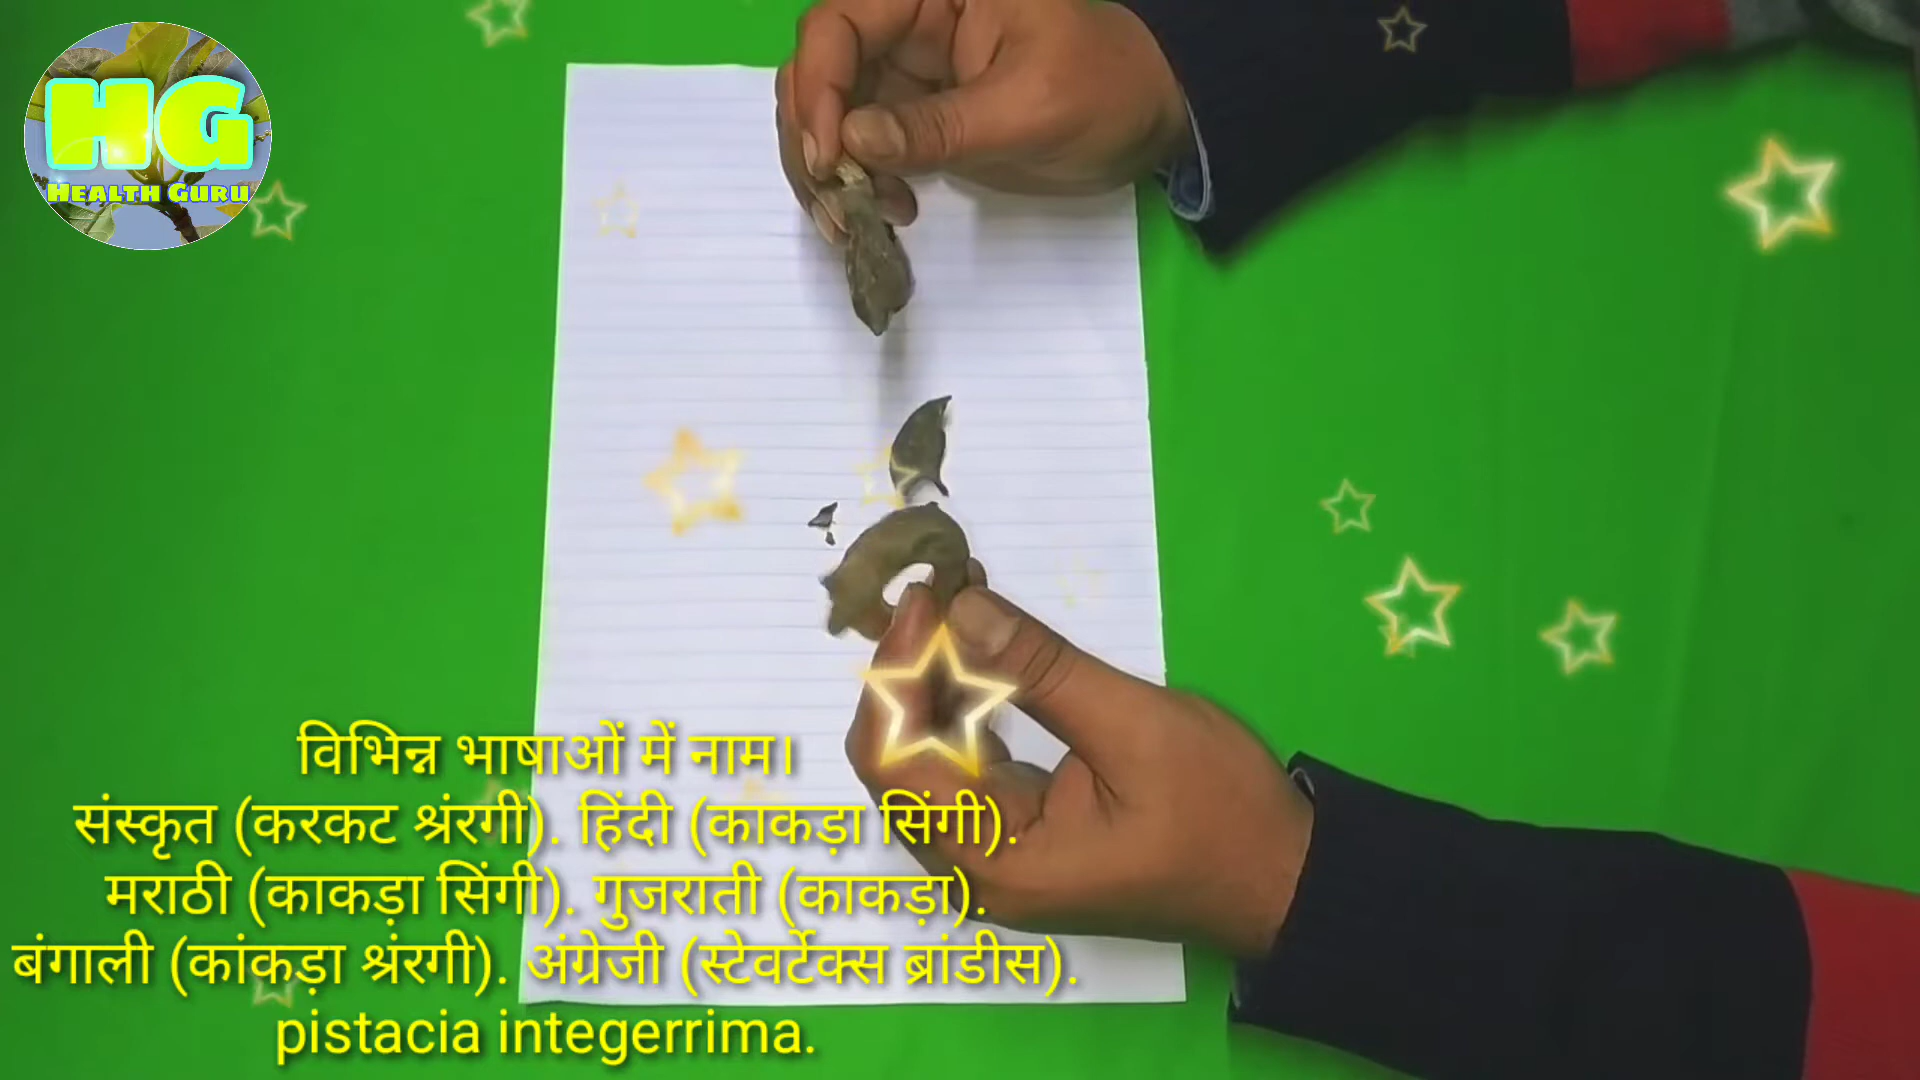 HG
HEALTH GURU
विभिन्न भाषाओं में नाम।
संस्कृत (करकट श्रंरगी). हिंदी (काकड़ा सिंगी).
मराठी (काकड़ा सिंगी). गुजराती (काकड़ा).
बंगाली (कांकड़ा श्रंरगी). अंग्रेजी (स्टेवर्टेक्स ब्रांडीस).
pistacia integerrima.